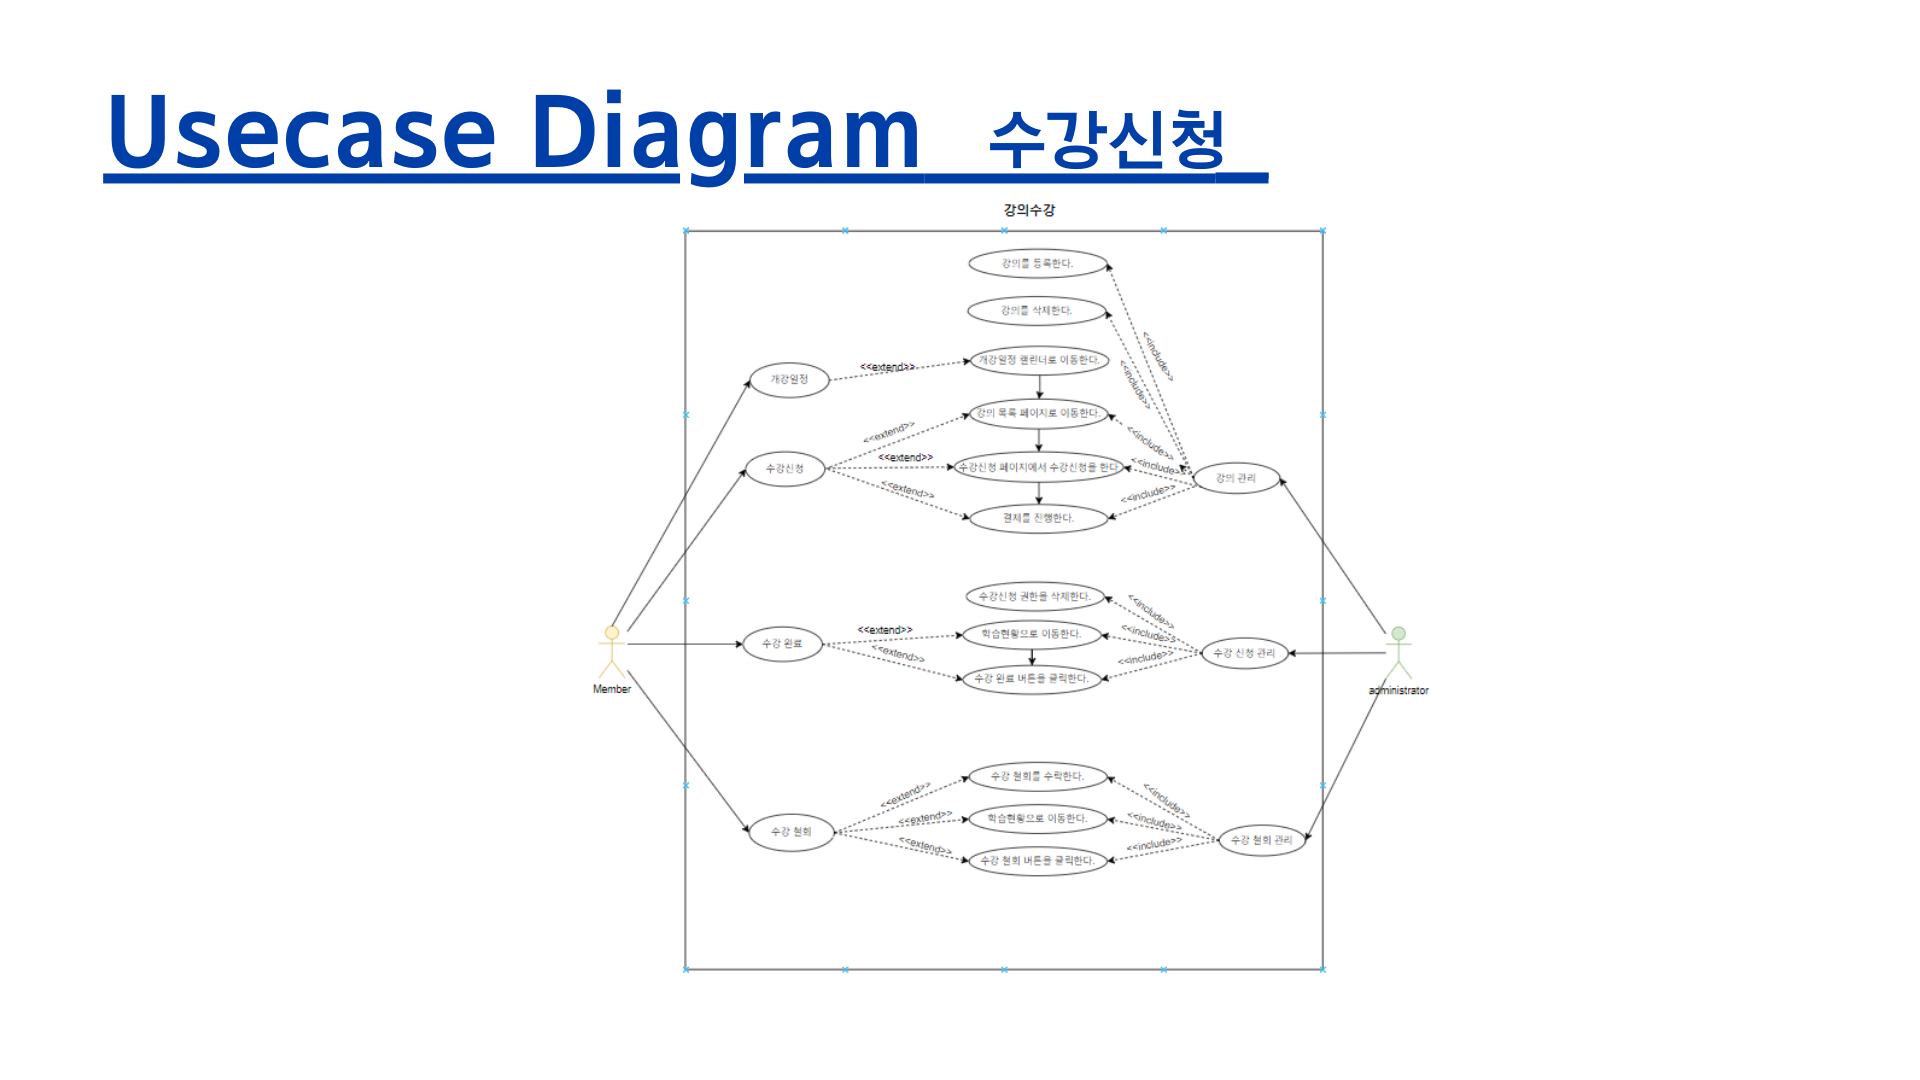 Usecase Diagram 수강신청
강의수강
강의를 등록한다.
강의를 삭제한다.
<<include>>
<<include>>
개강일정
<<extend>>
개강일정 캘린더로 이동한다.
<<extend>>
강의 목록 페이지로 이동한다.
<<include>>
수강신청
<<extend>>
수강신청 페이지에서 수강신청을 한다
<<include>>
강의 관리
<<extend>>
결제를 진행한다.
<<include>>
수강신청 권한을 삭제한다.
<<include>>
<<extend>>
학습현황으로 이동한다.
<<include>>
수강 완료
<<extend>>
수강 완료 버튼을 클릭한다.
<<include>>
수강 신청 관리
Member
administrator
<<extend>>
수강 철회를 수락한다.
<<include>>
<<extend>>
학습현황으로 이동한다.
<<include>>
수강 철회
<<extend>>
수강 철회 버튼을 클릭한다.
<<include>>
수강 철회 관리